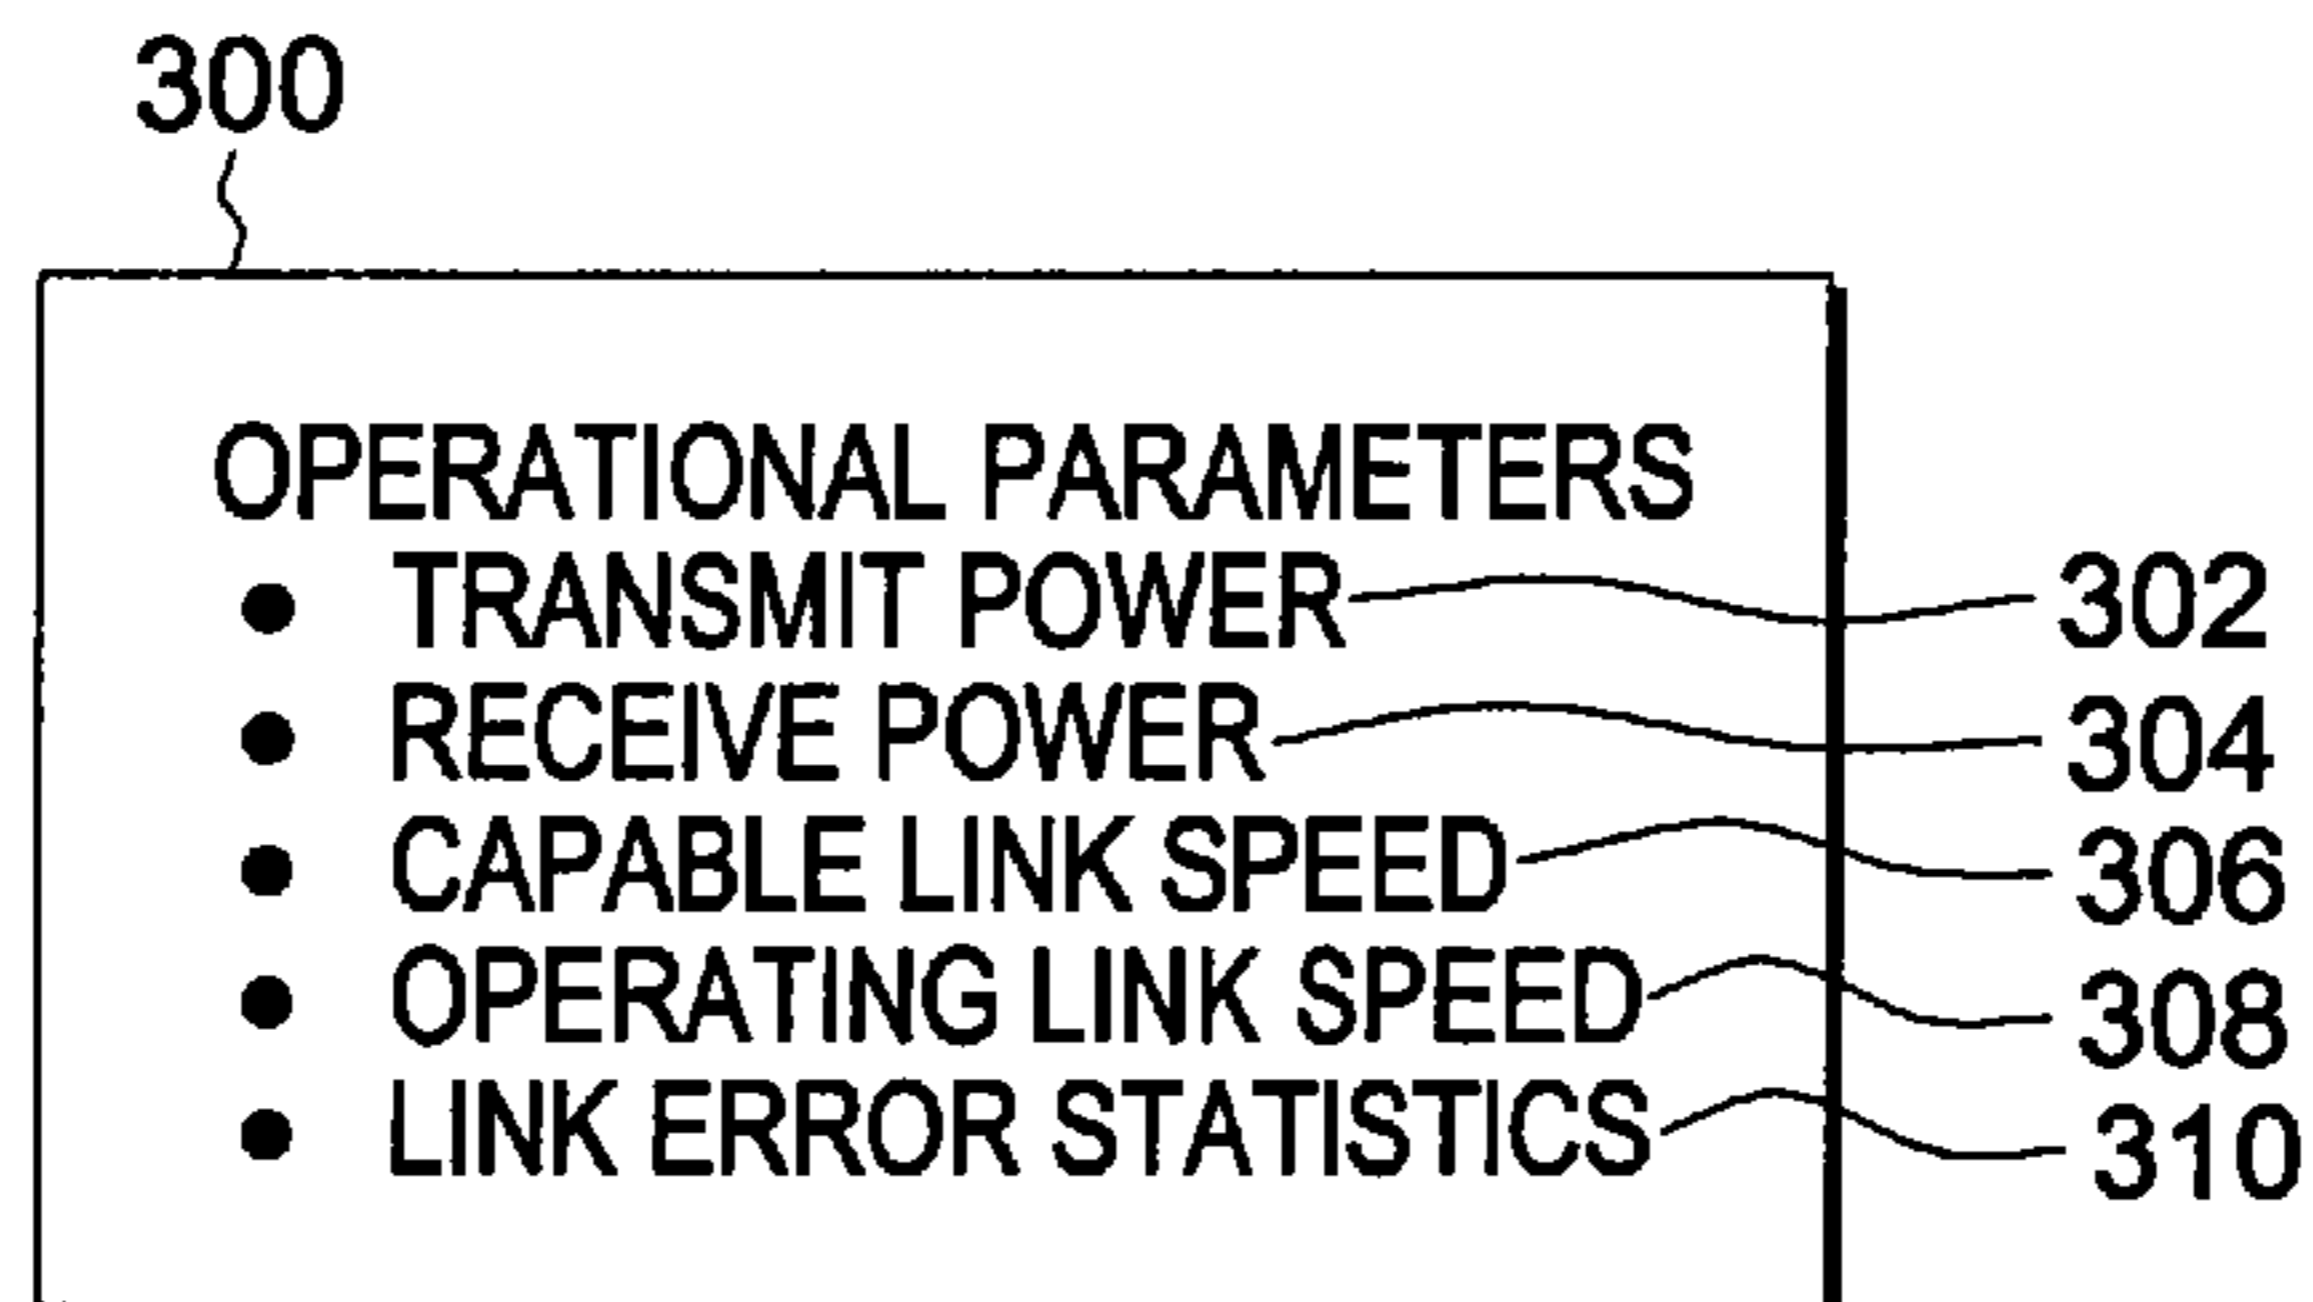 300
OPERATIONAL PARAMETERS
● TRANSMIT POWER 302
● RECEIVE POWER 304
● CAPABLE LINK SPEED 306
● OPERATING LINK SPEED 308
● LINK ERROR STATISTICS 310